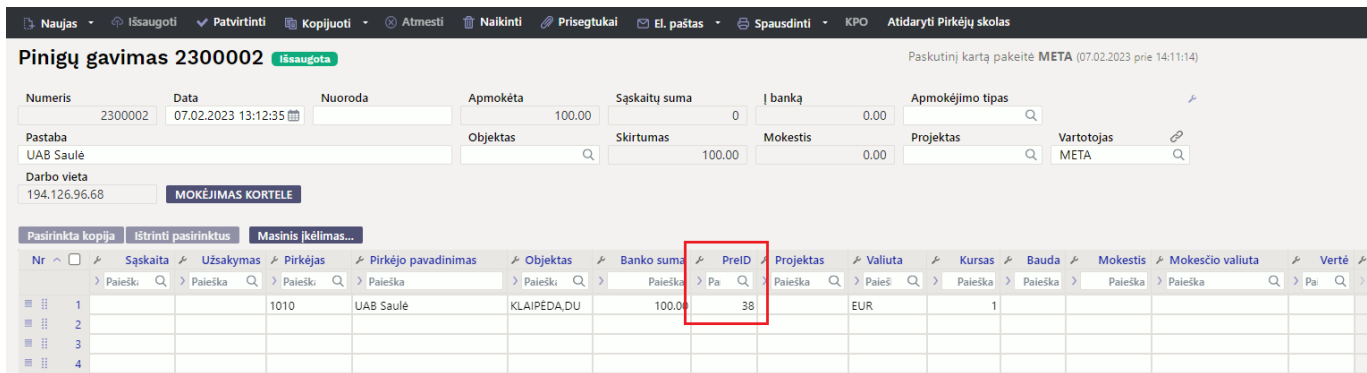 Naujas Išsaugoti Patvirtinti Kopijuoti Atmesti Naikinti Prisegtukai El. paštas Spausdinti KPO Atidaryti Pirkėjų skolas
Pinigų gavimas 2300002 Išsaugota Paskutinį kartą pakeitė META (07.02.2023 prie 14:11:14)
Numeris Data Nuoroda Apmokėta Sąskaitų suma Į banką Apmokėjimo tipas
2300002 07.02.2023 13:12:35 100.00 0 0.00
Pastaba Objektas Skirtumas Mokestis Projektas Vartotojas
UAB Saulė 100.00 0.00 META
Darbo vieta
194.126.96.68 MOKĖJIMAS KORTELE
Pasirinkta kopija Ištrinti pasirinktus Masinis įkėlimas...
Nr Sąskaita Užsakymas Pirkėjas Pirkėjo pavadinimas Objektas Banko suma PreID Projektas Valiuta Kursas Bauda Mokestis Mokesčio valiuta Vertė
Paiešk Paieška Paiešk Paieška Paiešk Paieška Pa Paieška Paieš Paieška Paieška Paieška Paieška Pai
1 1010 UAB Saulė KLAIPĖDA,DU 100.00 38 EUR 1
2
3
4